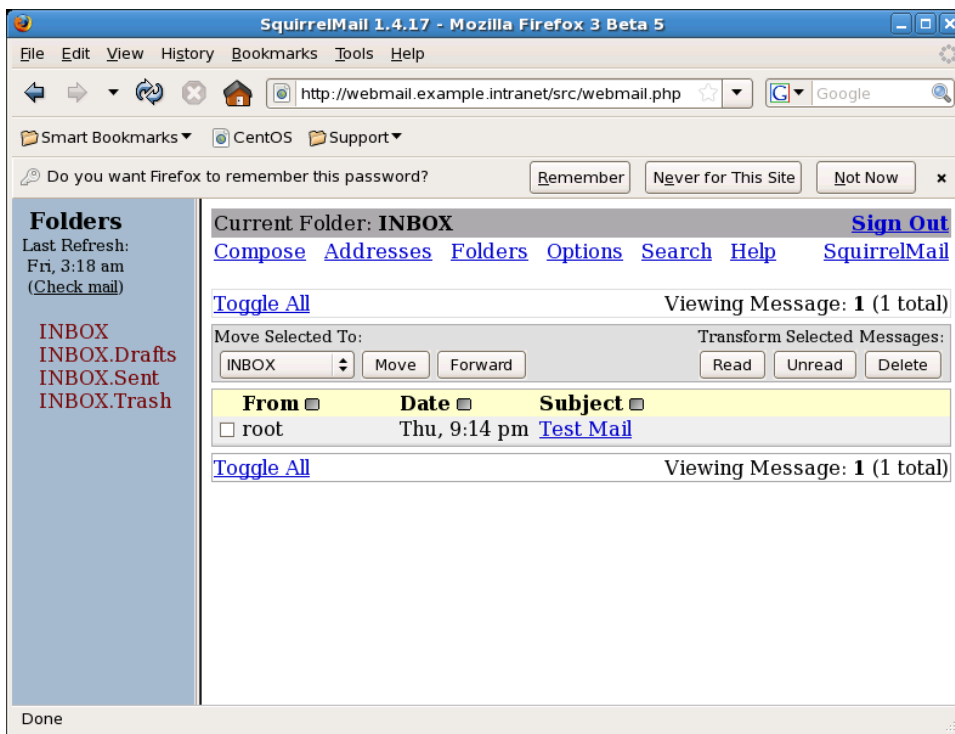 SquirrelMail 1.4.17 - Mozilla Firefox 3 Beta 5
File Edit View History Bookmarks Tools Help
http://webmail.example.intranet/src/webmail.php G Google
Smart Bookmarks CentOS Support
Do you want Firefox to remember this password? Remember Never for This Site Not Now x
Folders
Last Refresh:
Fri, 3:18 am
(Check mail)
INBOX
INBOX.Drafts
INBOX.Sent
INBOX.Trash
Current Folder: INBOX Sign Out
Compose Addresses Folders Options Search Help SquirrelMail
Toggle All Viewing Message: 1 (1 total)
Move Selected To: Transform Selected Messages:
INBOX Move Forward Read Unread Delete
From Date Subject
root Thu, 9:14 pm Test Mail
Toggle All Viewing Message: 1 (1 total)
Done